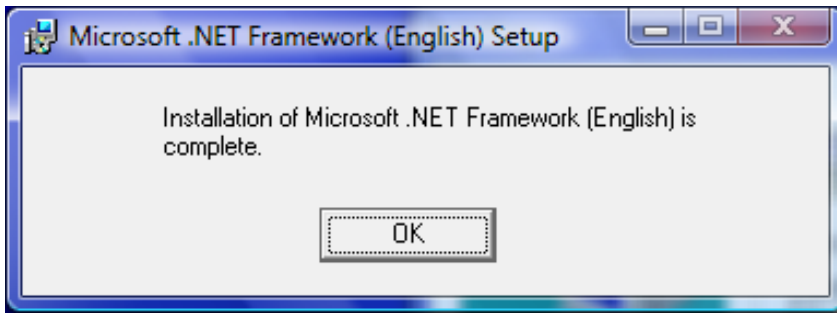 Microsoft .NET Framework (English) Setup
Installation of Microsoft .NET Framework (English) is
complete.
OK